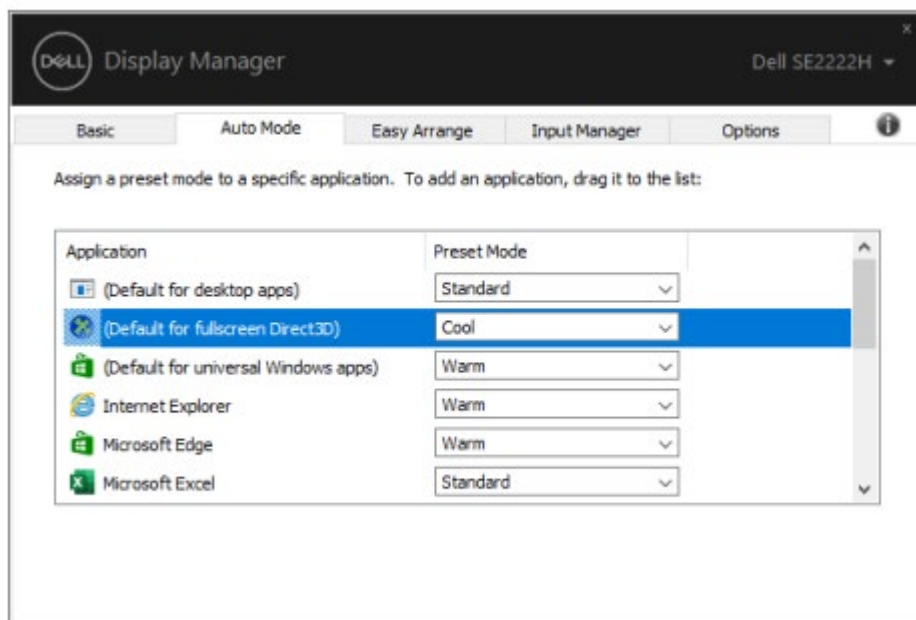 DELL Display Manager Dell SE2222H
Basic Auto Mode Easy Arrange Input Manager Options
Assign a preset mode to a specific application. To add an application, drag it to the list:
Application Preset Mode
(Default for desktop apps) Standard
(Default for fullscreen Direct3D) Cool
(Default for universal Windows apps) Warm
Internet Explorer Warm
Microsoft Edge Warm
Microsoft Excel Standard